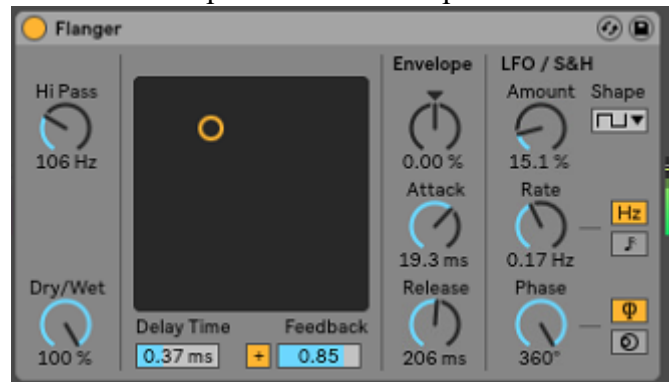 Flanger
Hi Pass
106 Hz
Dry/Wet
100 %
Delay Time
0.37 ms
+
Feedback
0.85
Envelope
0.00 %
Attack
19.3 ms
Release
206 ms
LFO / S&H
Amount
15.1 %
Shape
Rate
0.17 Hz
Hz
Phase
360°
Φ